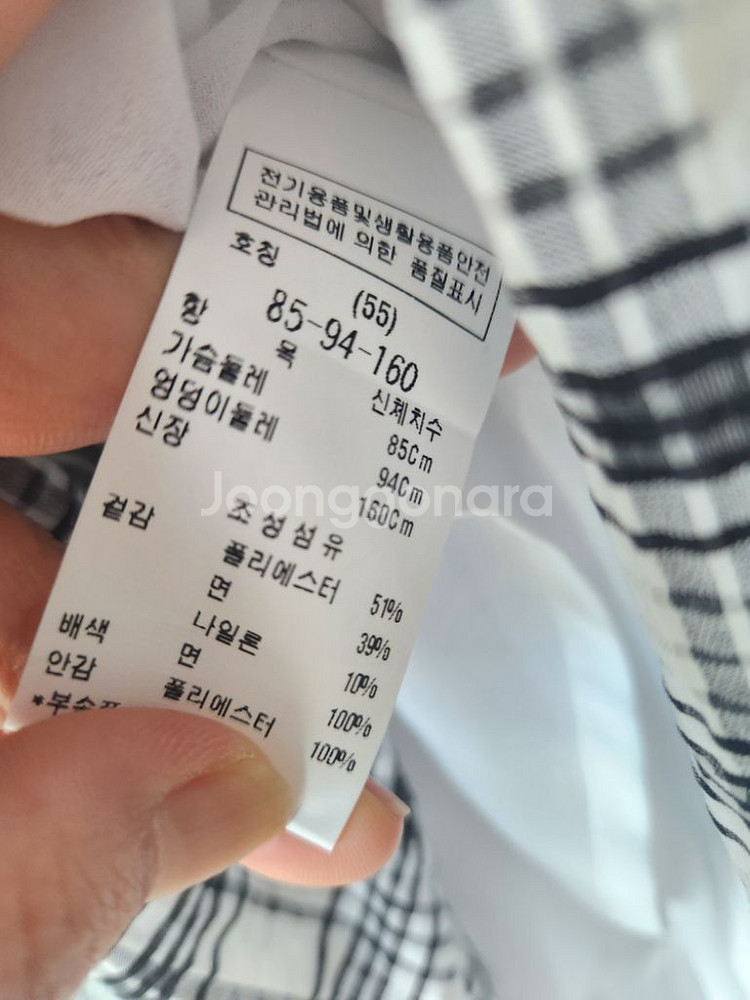 전기용품및생활용품안전
관리법에 의한 품질표시
호칭
(55)
85-94-160
항 목 신체치수
가슴둘레 85Cm
엉덩이둘레 94Cm
신장 160Cm
조성섬유
겉감 폴리에스터 51%
면 39%
나일론 10%
배색 면 100%
안감 폴리에스터 100%
Joonggonara